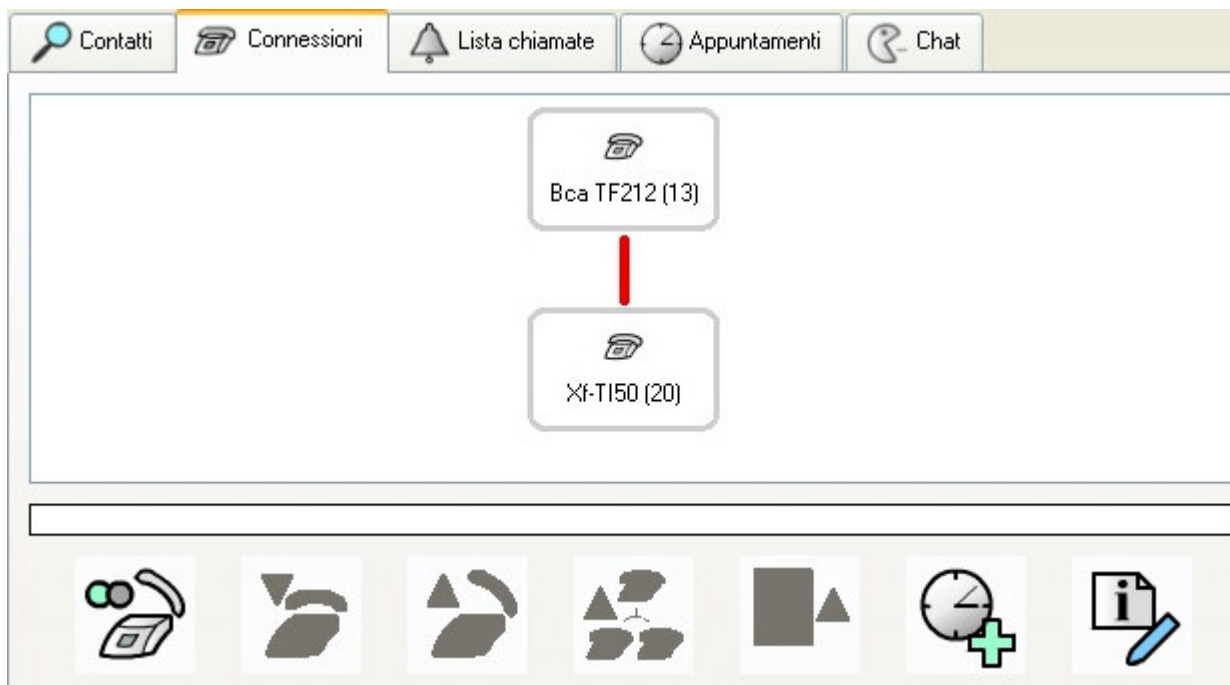 Contatti Connessioni Lista chiamate Appuntamenti Chat
Bca TF212 (13)
Xf-TI50 (20)
i